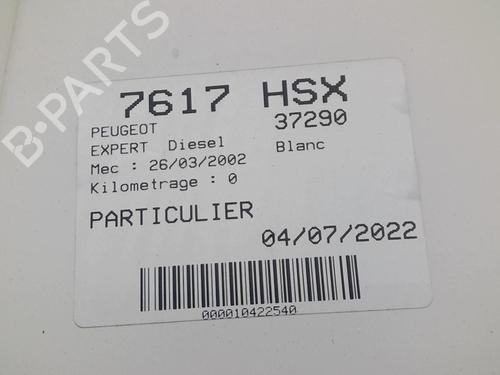 7617 HSX
PEUGEOT 37290
EXPERT Diesel Blanc
Mec : 26/03/2002
Kilometrage : 0
PARTICULIER
04/07/2022
000010422540
B-PARTS